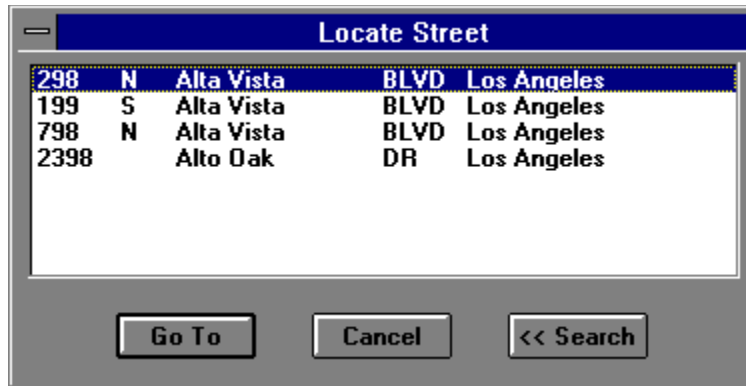 Locate Street
298 N Alta Vista BLVD Los Angeles
199 S Alta Vista BLVD Los Angeles
798 N Alta Vista BLVD Los Angeles
2398 Alto Oak DR Los Angeles
Go To Cancel << Search